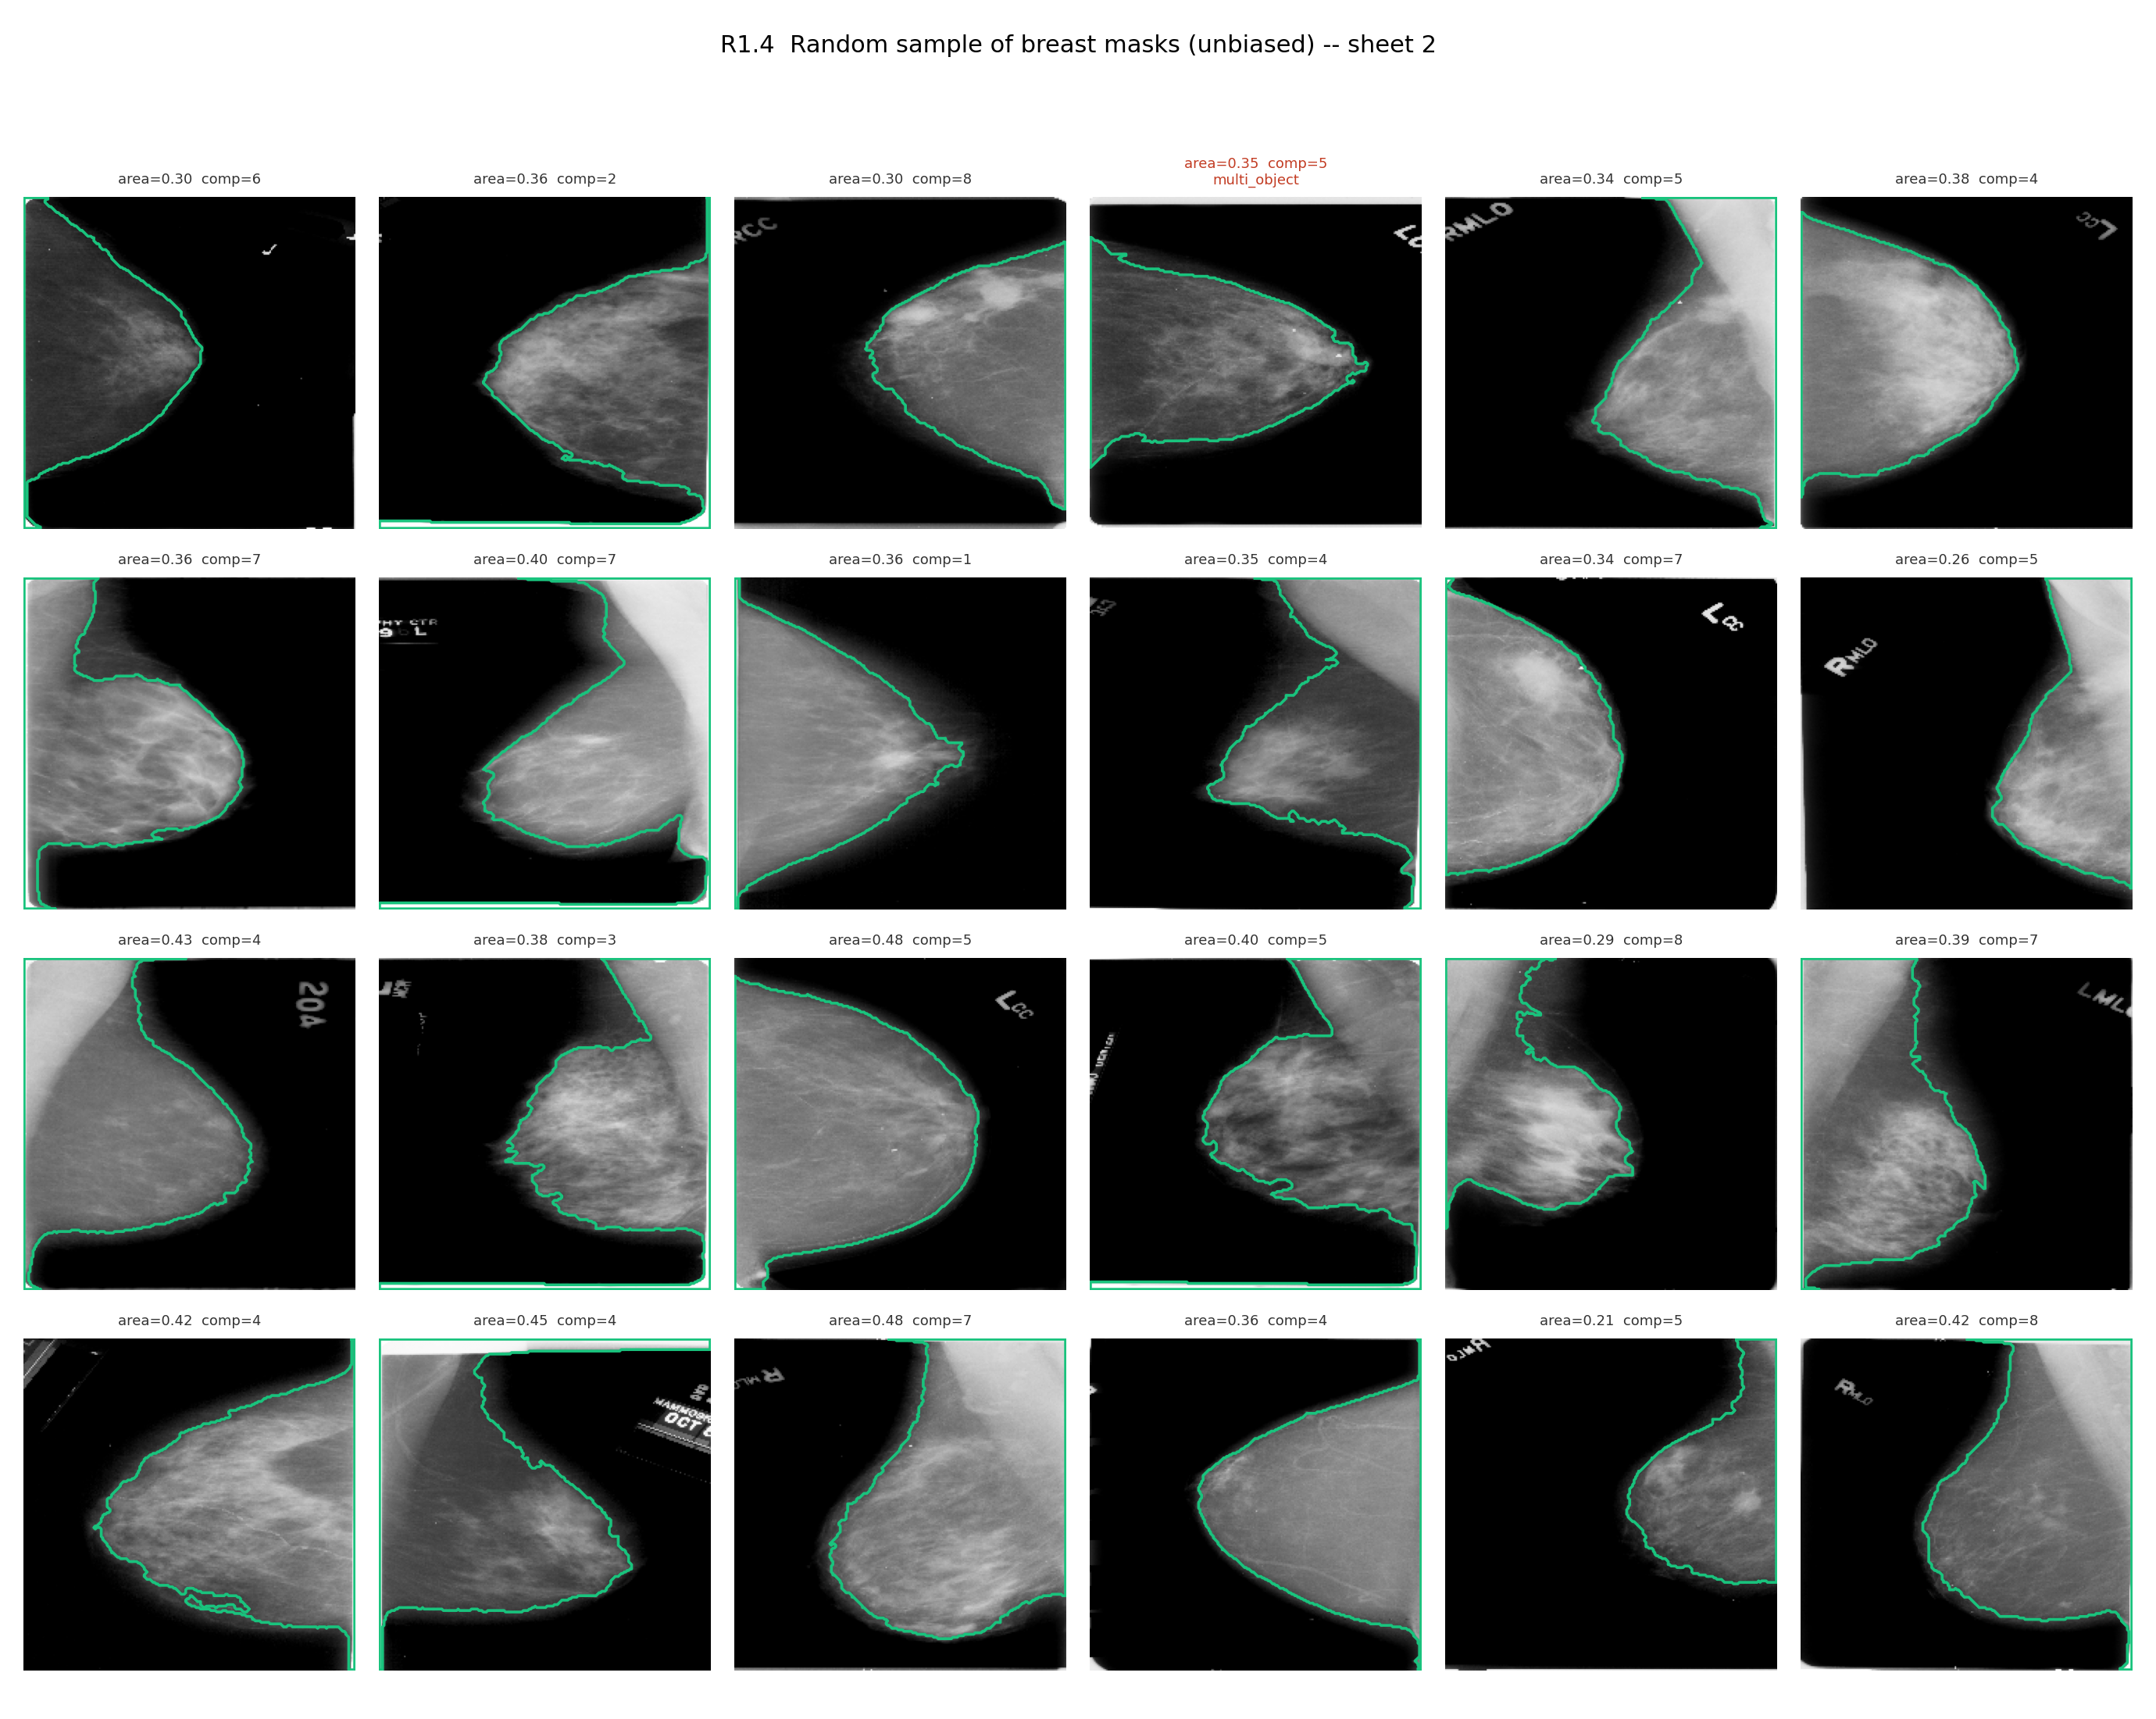 R1.4  Random sample of breast masks (unbiased) -- sheet 2
area=0.30  comp=6
area=0.36  comp=2
area=0.30  comp=8
area=0.35  comp=5
multi_object
area=0.34  comp=5
area=0.38  comp=4
RCC
RMLO
Lcc
area=0.36  comp=7
area=0.40  comp=7
area=0.36  comp=1
area=0.35  comp=4
area=0.34  comp=7
area=0.26  comp=5
9 L
Lcc
RMLO
area=0.43  comp=4
area=0.38  comp=3
area=0.48  comp=5
area=0.40  comp=5
area=0.29  comp=8
area=0.39  comp=7
204
Lcc
LMLO
area=0.42  comp=4
area=0.45  comp=4
area=0.48  comp=7
area=0.36  comp=4
area=0.21  comp=5
area=0.42  comp=8
OCT
RMLO
RMLO
RMLO